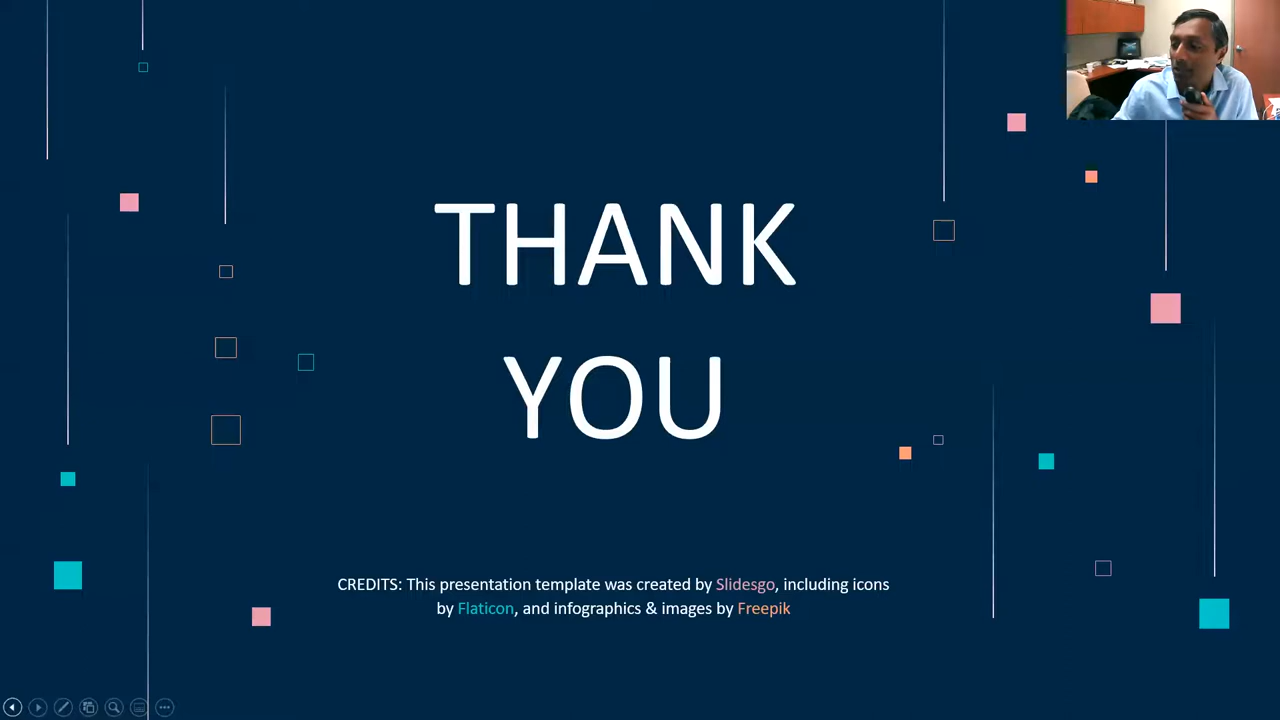 THANK
YOU
CREDITS: This presentation template was created by Slidesgo, including icons
by Flaticon, and infographics & images by Freepik